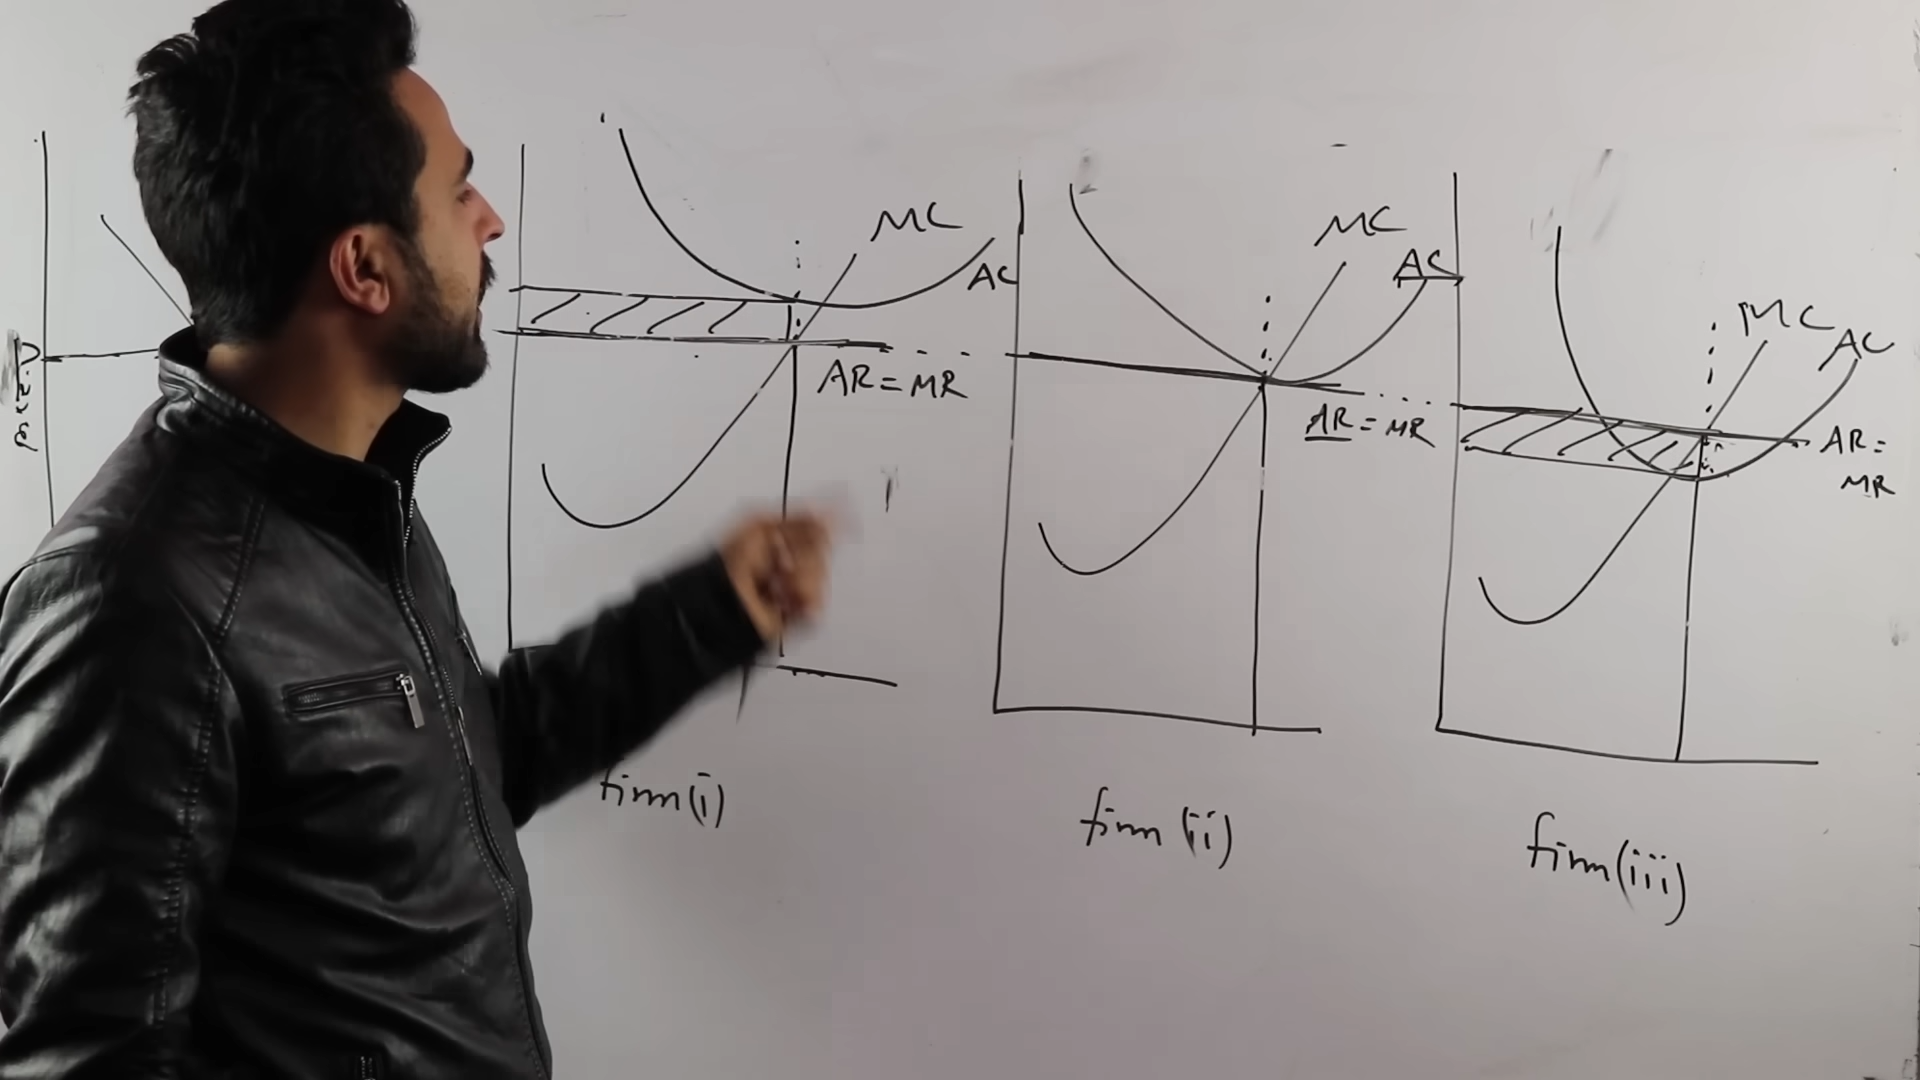 MC
AC
AR = MR
firm (i)
MC
AC
AR = MR
firm (ii)
MC
AC
AR =
MR
firm (iii)